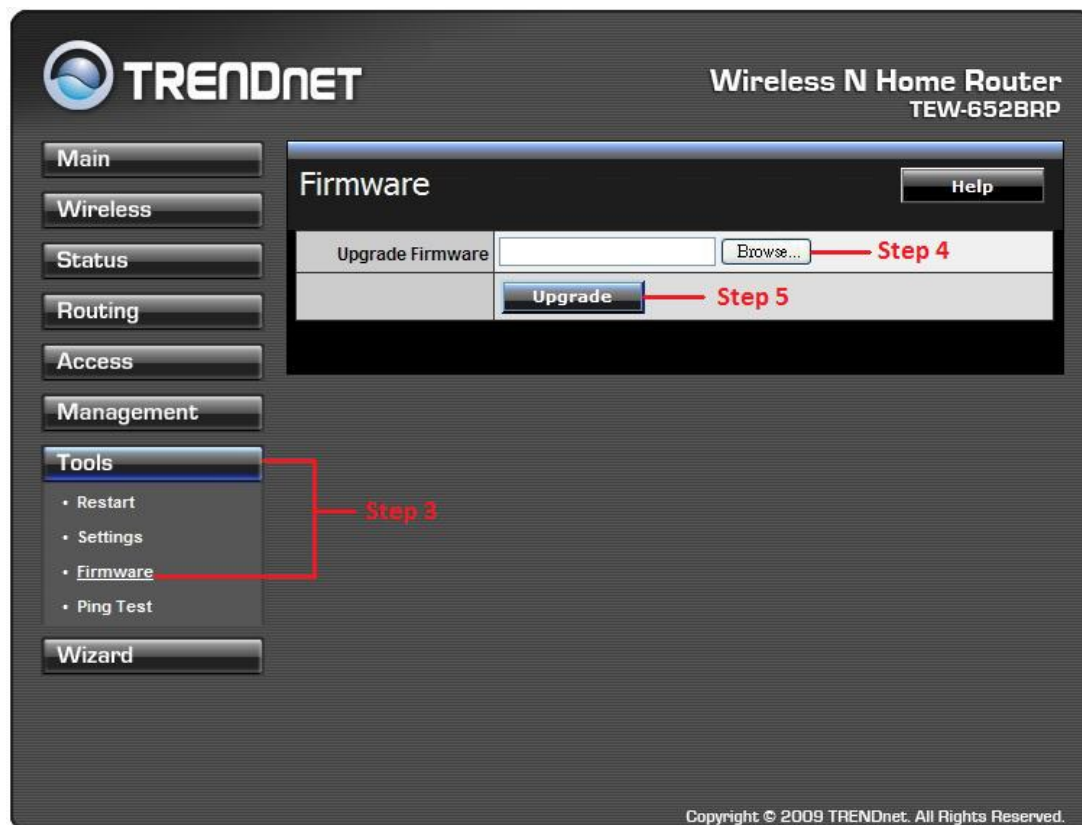 TRENDNET
Wireless N Home Router
TEW-652BRP
Main
Wireless
Status
Routing
Access
Management
Tools
• Restart
• Settings
• Firmware
• Ping Test
Wizard
Step 3
Firmware
Help
Upgrade Firmware
Browse...
Step 4
Upgrade
Step 5
Copyright © 2009 TRENDnet. All Rights Reserved.